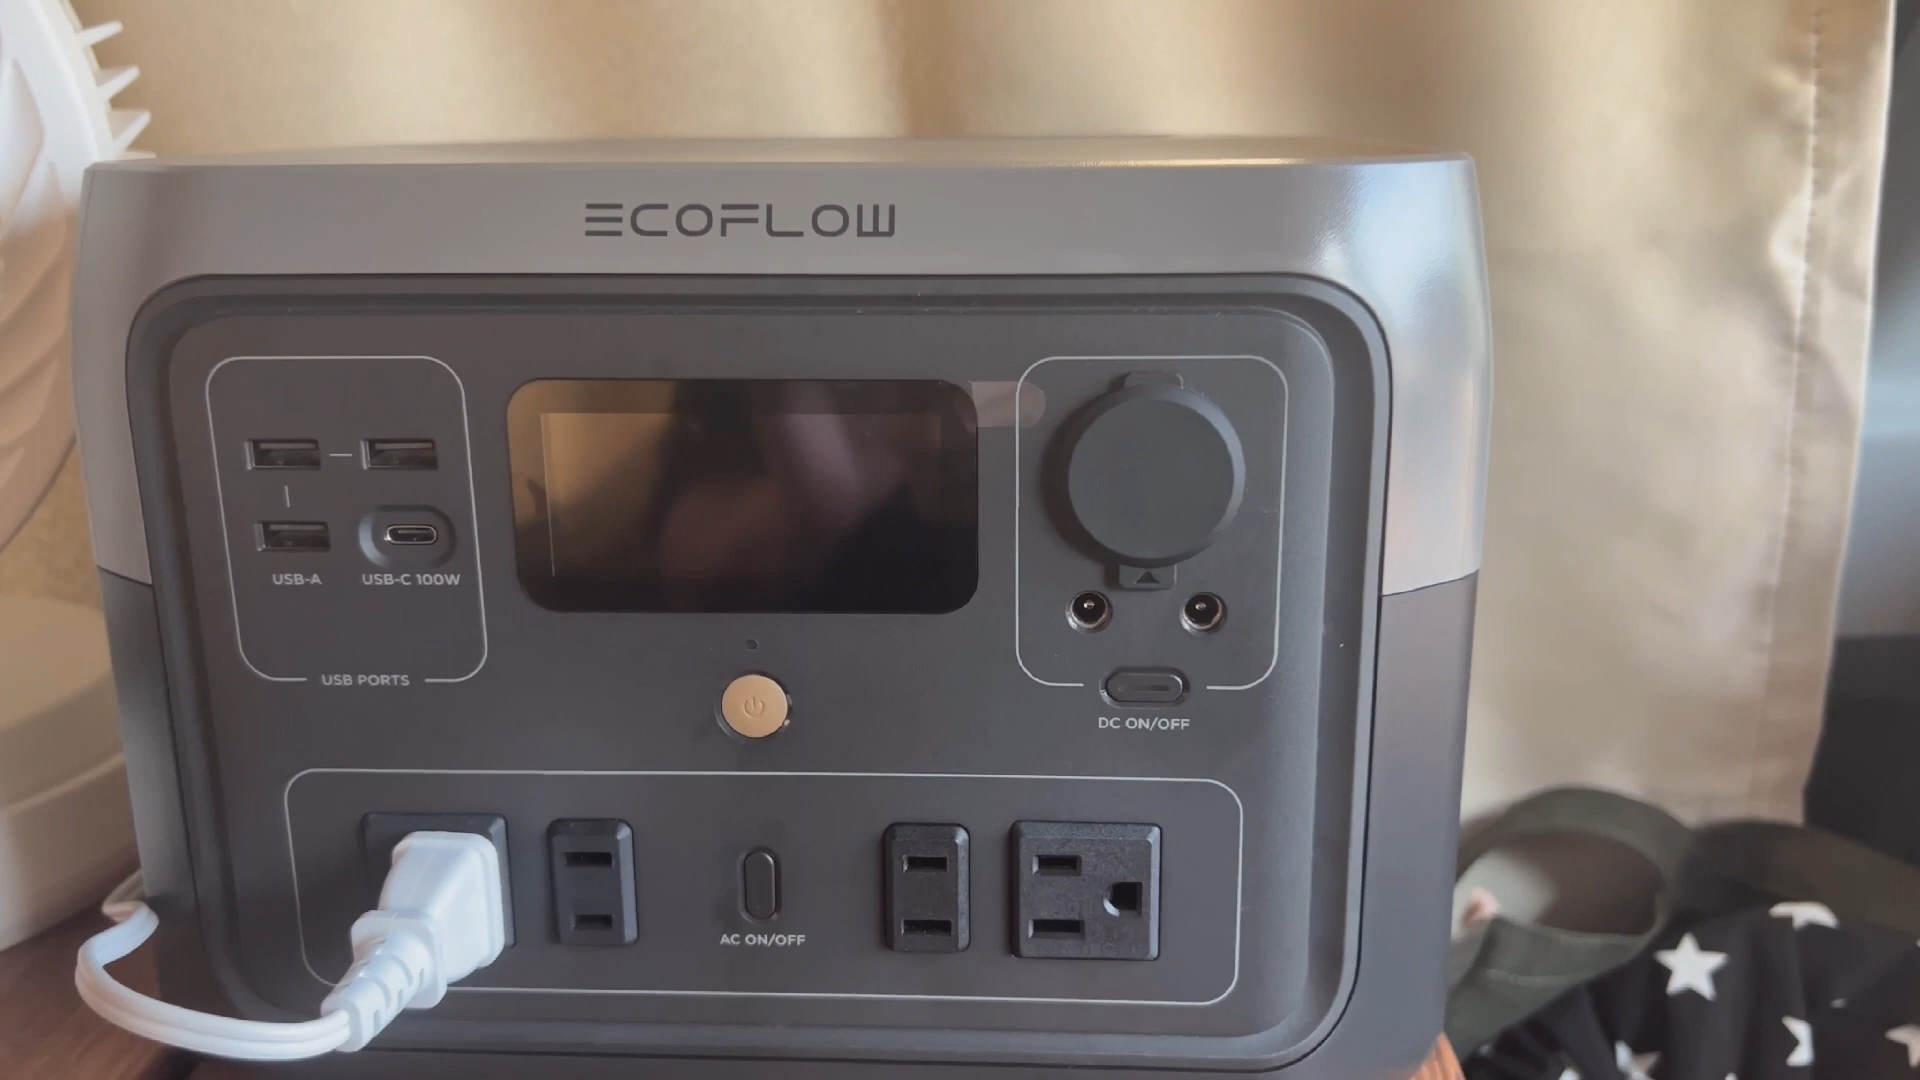 ECOFLOW
USB-A
USB-C 100W
USB PORTS
DC ON/OFF
AC ON/OFF